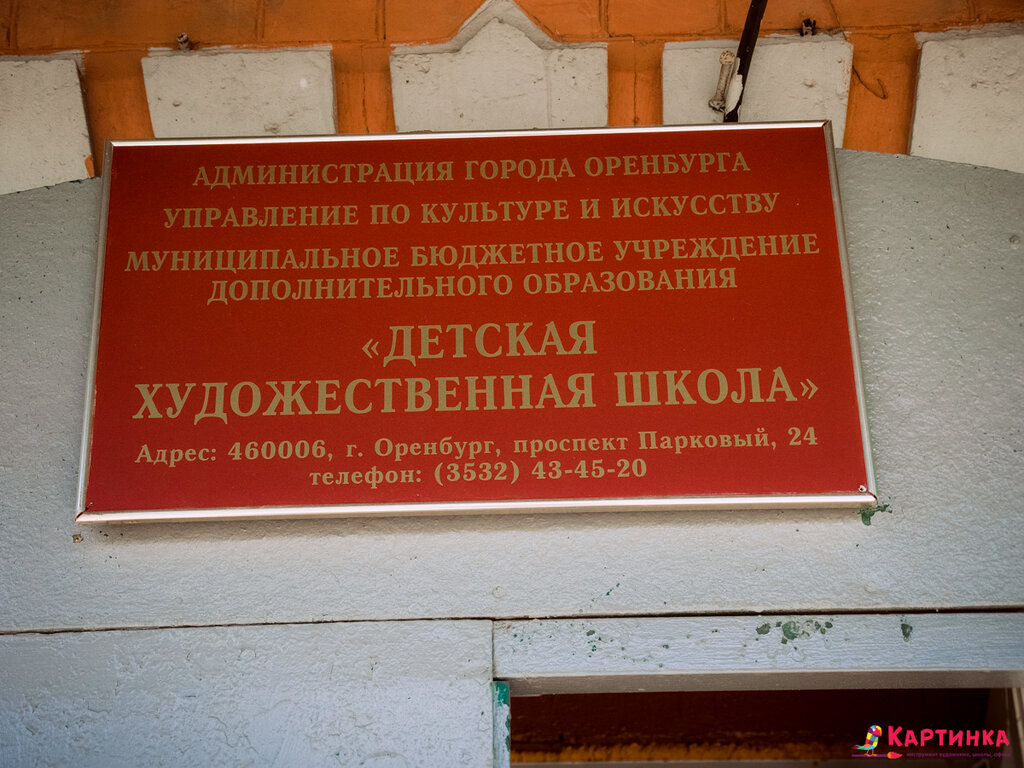 АДМИНИСТРАЦИЯ ГОРОДА ОРЕНБУРГА
УПРАВЛЕНИЕ ПО КУЛЬТУРЕ И ИСКУССТВУ
МУНИЦИПАЛЬНОЕ БЮДЖЕТНОЕ УЧРЕЖДЕНИЕ
ДОПОЛНИТЕЛЬНОГО ОБРАЗОВАНИЯ
«ДЕТСКАЯ
ХУДОЖЕСТВЕННАЯ ШКОЛА»
Адрес: 460006, г. Оренбург, проспект Парковый, 24
телефон: (3532) 43-45-20
КАРТИНКА